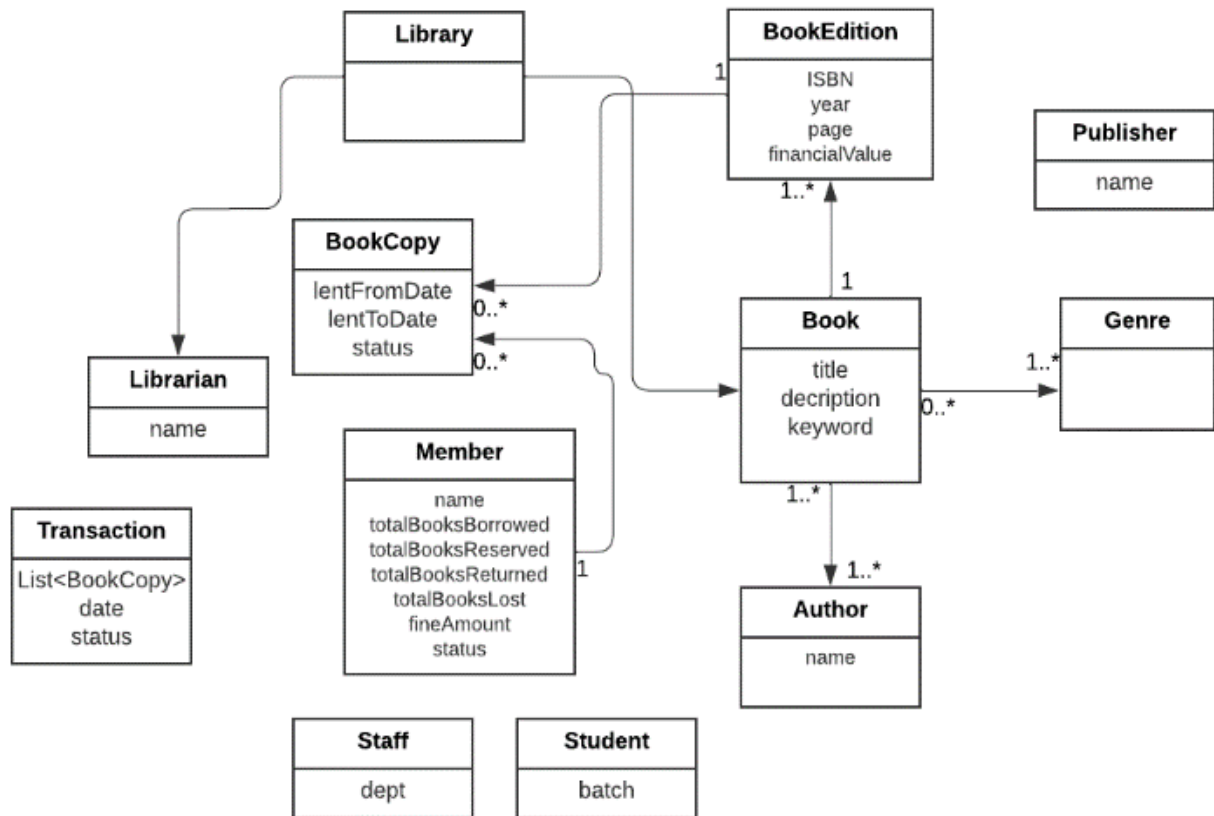 Library
BookEdition
ISBN
year
page
financialValue
1
1..*
Publisher
name
BookCopy
lentFromDate
lentToDate
status
0..*
0..*
1
Book
title
decription
keyword
1..*
0..*
Genre
1..*
1..*
Author
name
Librarian
name
Member
name
totalBooksBorrowed
totalBooksReserved
totalBooksReturned
totalBooksLost
fineAmount
status
1
Transaction
List<BookCopy>
date
status
Staff
dept
Student
batch